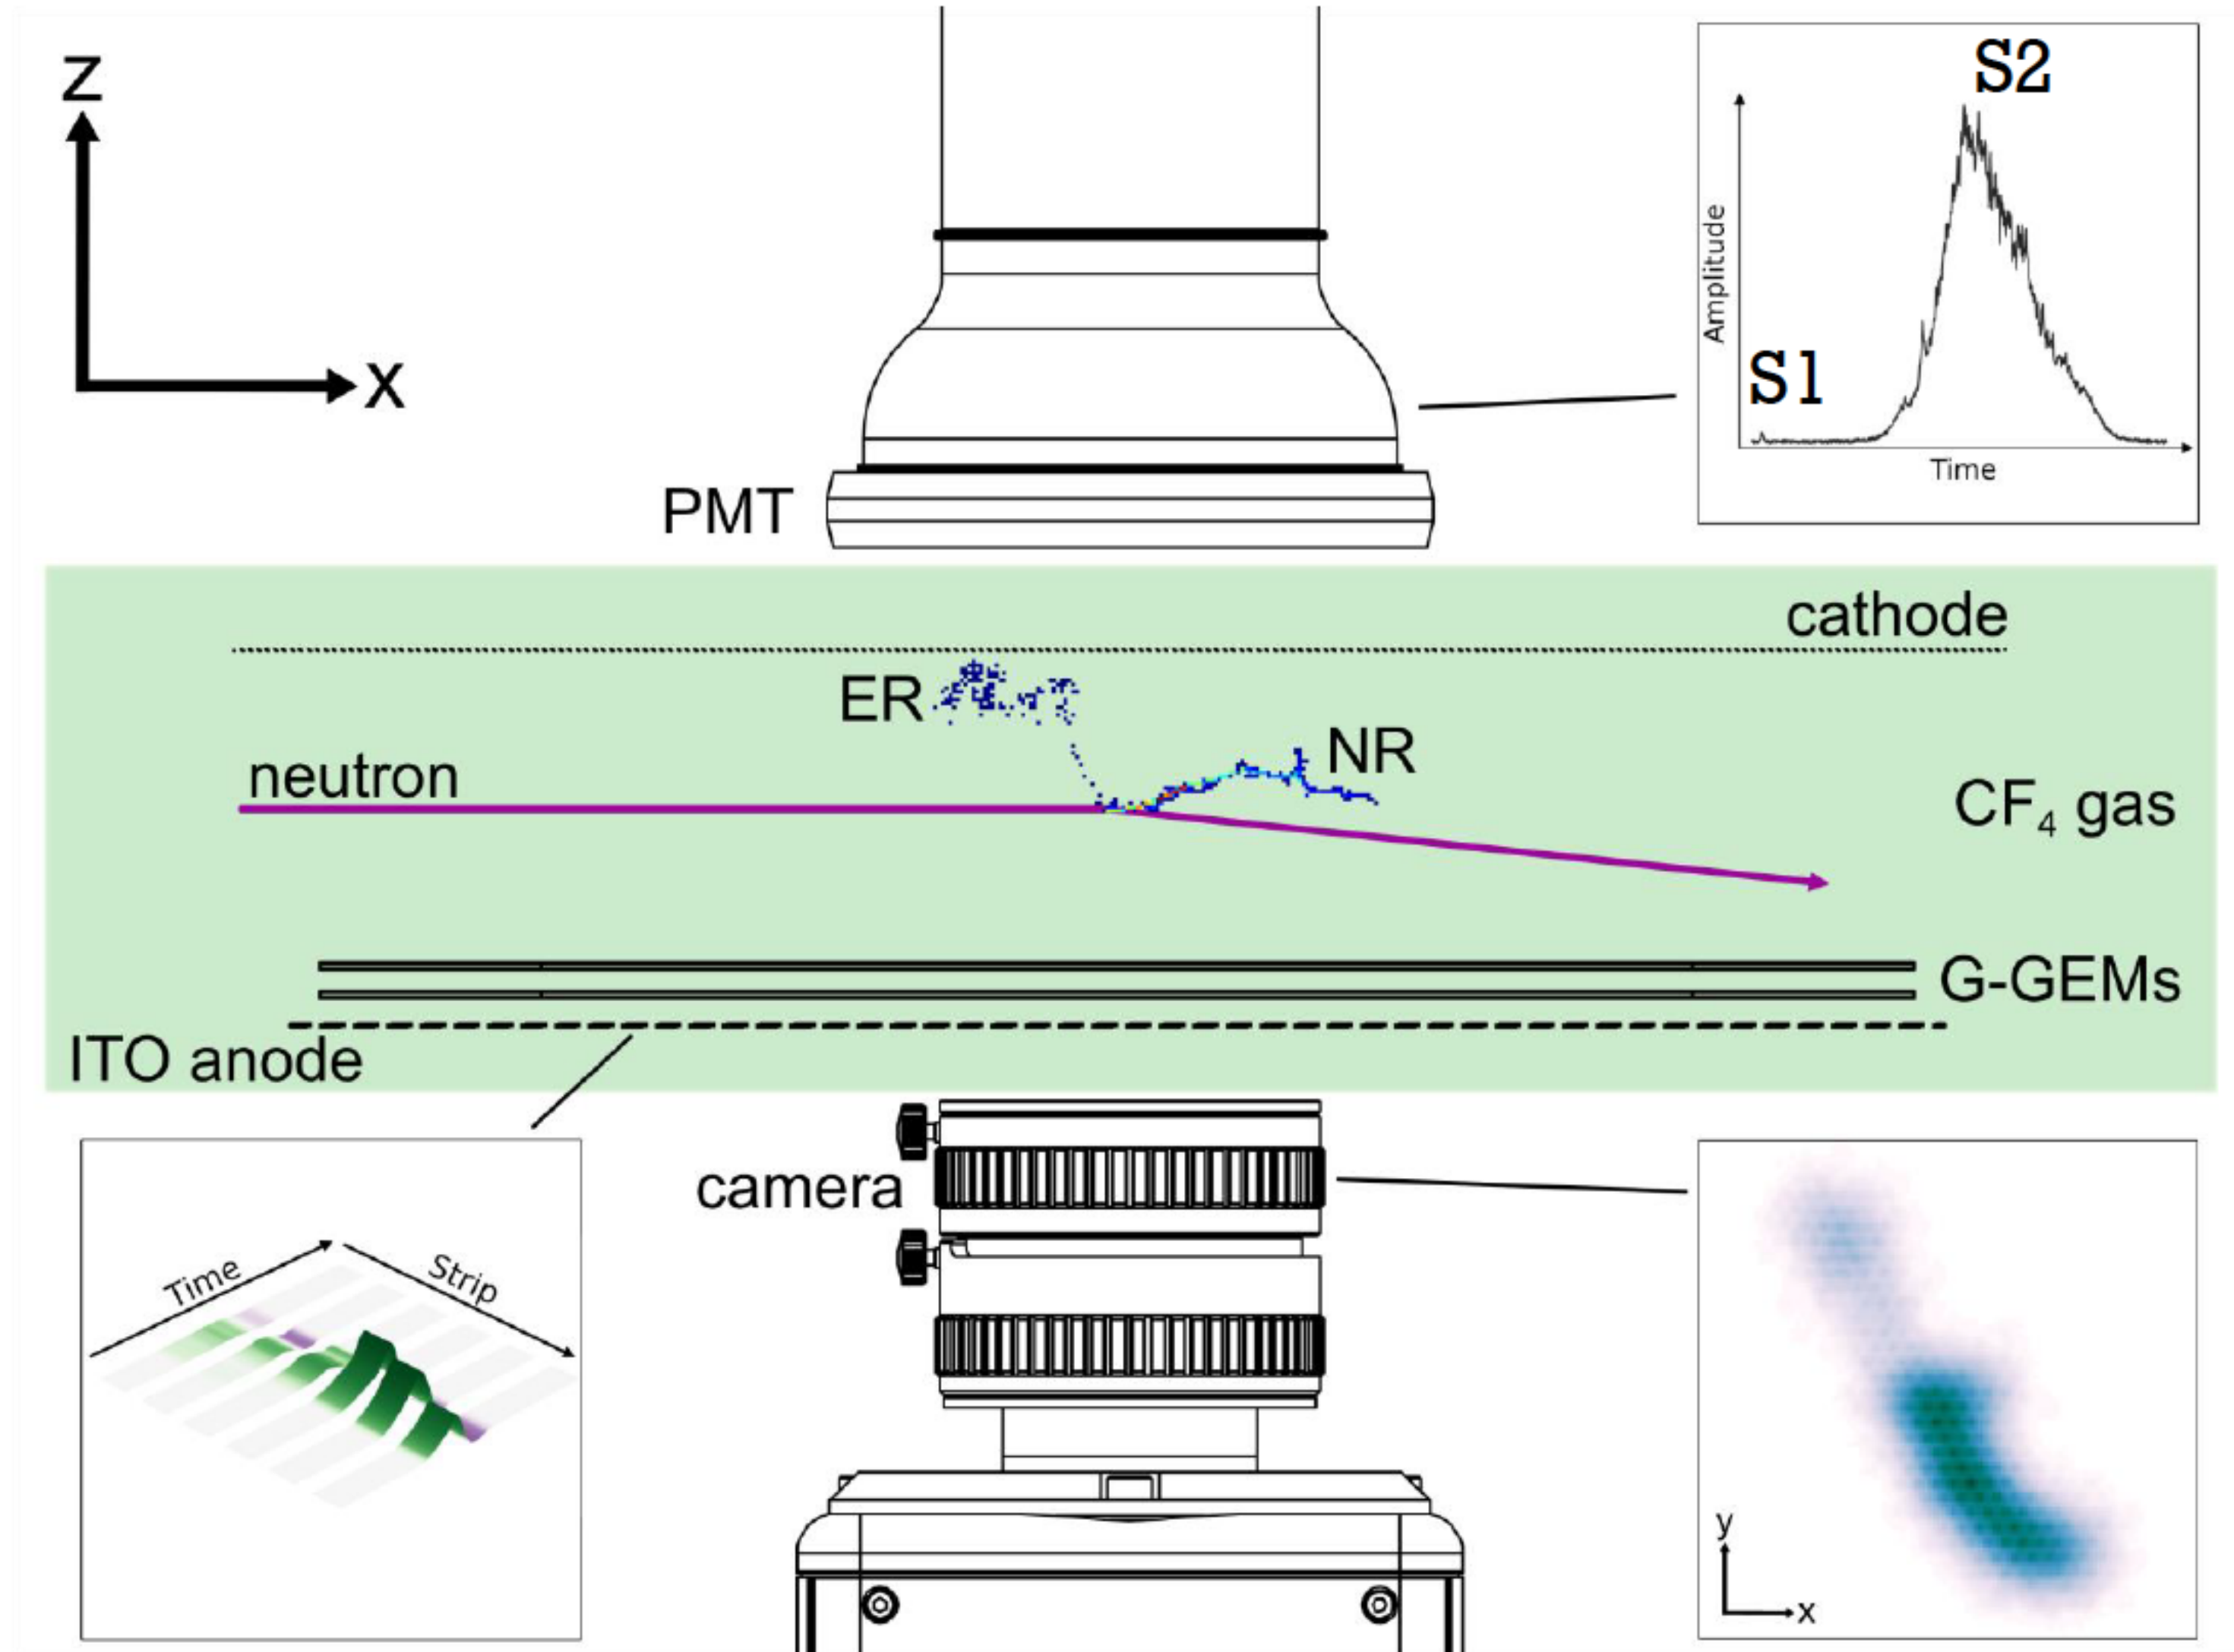 Z
X
S2
Amplitude
S1
Time
PMT
cathode
ER
NR
neutron
CF₄ gas
G-GEMs
ITO anode
camera
Time
Strip
y
x